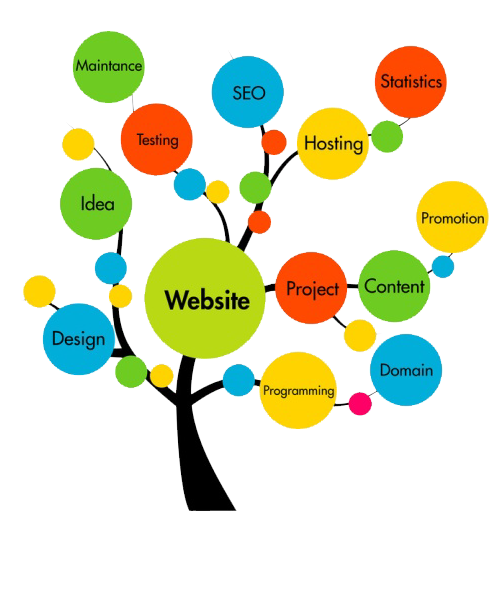 Maintance
SEO
Statistics
Testing
Hosting
Idea
Promotion
Website
Project
Content
Design
Programming
Domain